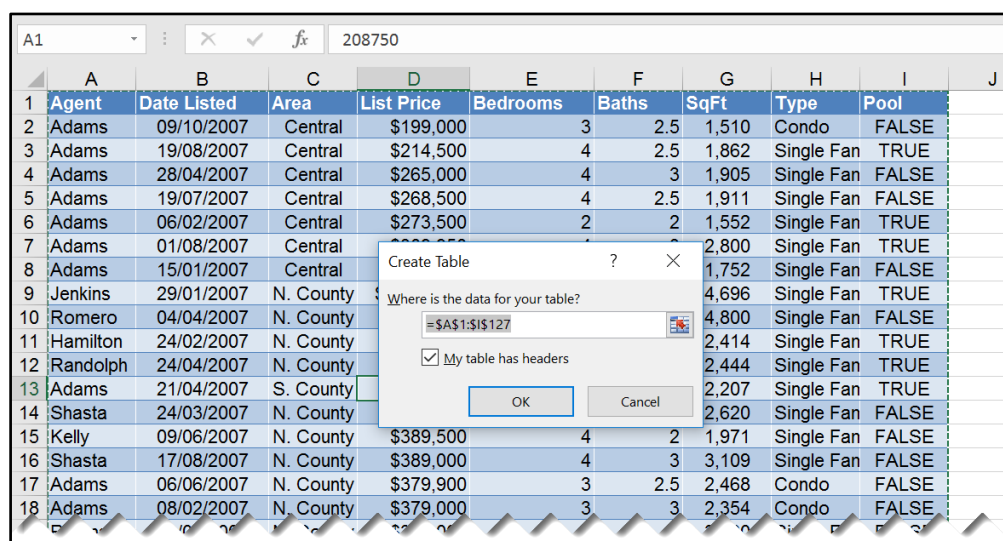 A1 fx 208750
A B C D E F G H I J
1 Agent Date Listed Area List Price Bedrooms Baths SqFt Type Pool
2 Adams 09/10/2007 Central $199,000 3 2.5 1,510 Condo FALSE
3 Adams 19/08/2007 Central $214,500 4 2.5 1,862 Single Fan TRUE
4 Adams 28/04/2007 Central $265,000 4 3 1,905 Single Fan FALSE
5 Adams 19/07/2007 Central $268,500 4 2.5 1,911 Single Fan FALSE
6 Adams 06/02/2007 Central $273,500 2 2 1,552 Single Fan TRUE
7 Adams 01/08/2007 Central 2,800 Single Fan TRUE
Create Table ?
8 Adams 15/01/2007 Central 1,752 Single Fan FALSE
9 Jenkins 29/01/2007 N. County 4,696 Single Fan TRUE
Where is the data for your table?
10 Romero 04/04/2007 N. County 4,800 Single Fan FALSE
=$A$1:$I$127
11 Hamilton 24/02/2007 N. County 2,414 Single Fan TRUE
12 Randolph 24/04/2007 N. County 2,444 Single Fan TRUE
My table has headers
13 Adams 21/04/2007 S. County 2,207 Single Fan TRUE
OK Cancel
14 Shasta 24/03/2007 N. County 2,620 Single Fan FALSE
15 Kelly 09/06/2007 N. County $389,500 4 2 1,971 Single Fan FALSE
16 Shasta 17/08/2007 N. County $389,000 4 3 3,109 Single Fan FALSE
17 Adams 06/06/2007 N. County $379,900 3 2.5 2,468 Condo FALSE
18 Adams 08/02/2007 N. County $379,000 3 3 2,354 Condo FALSE